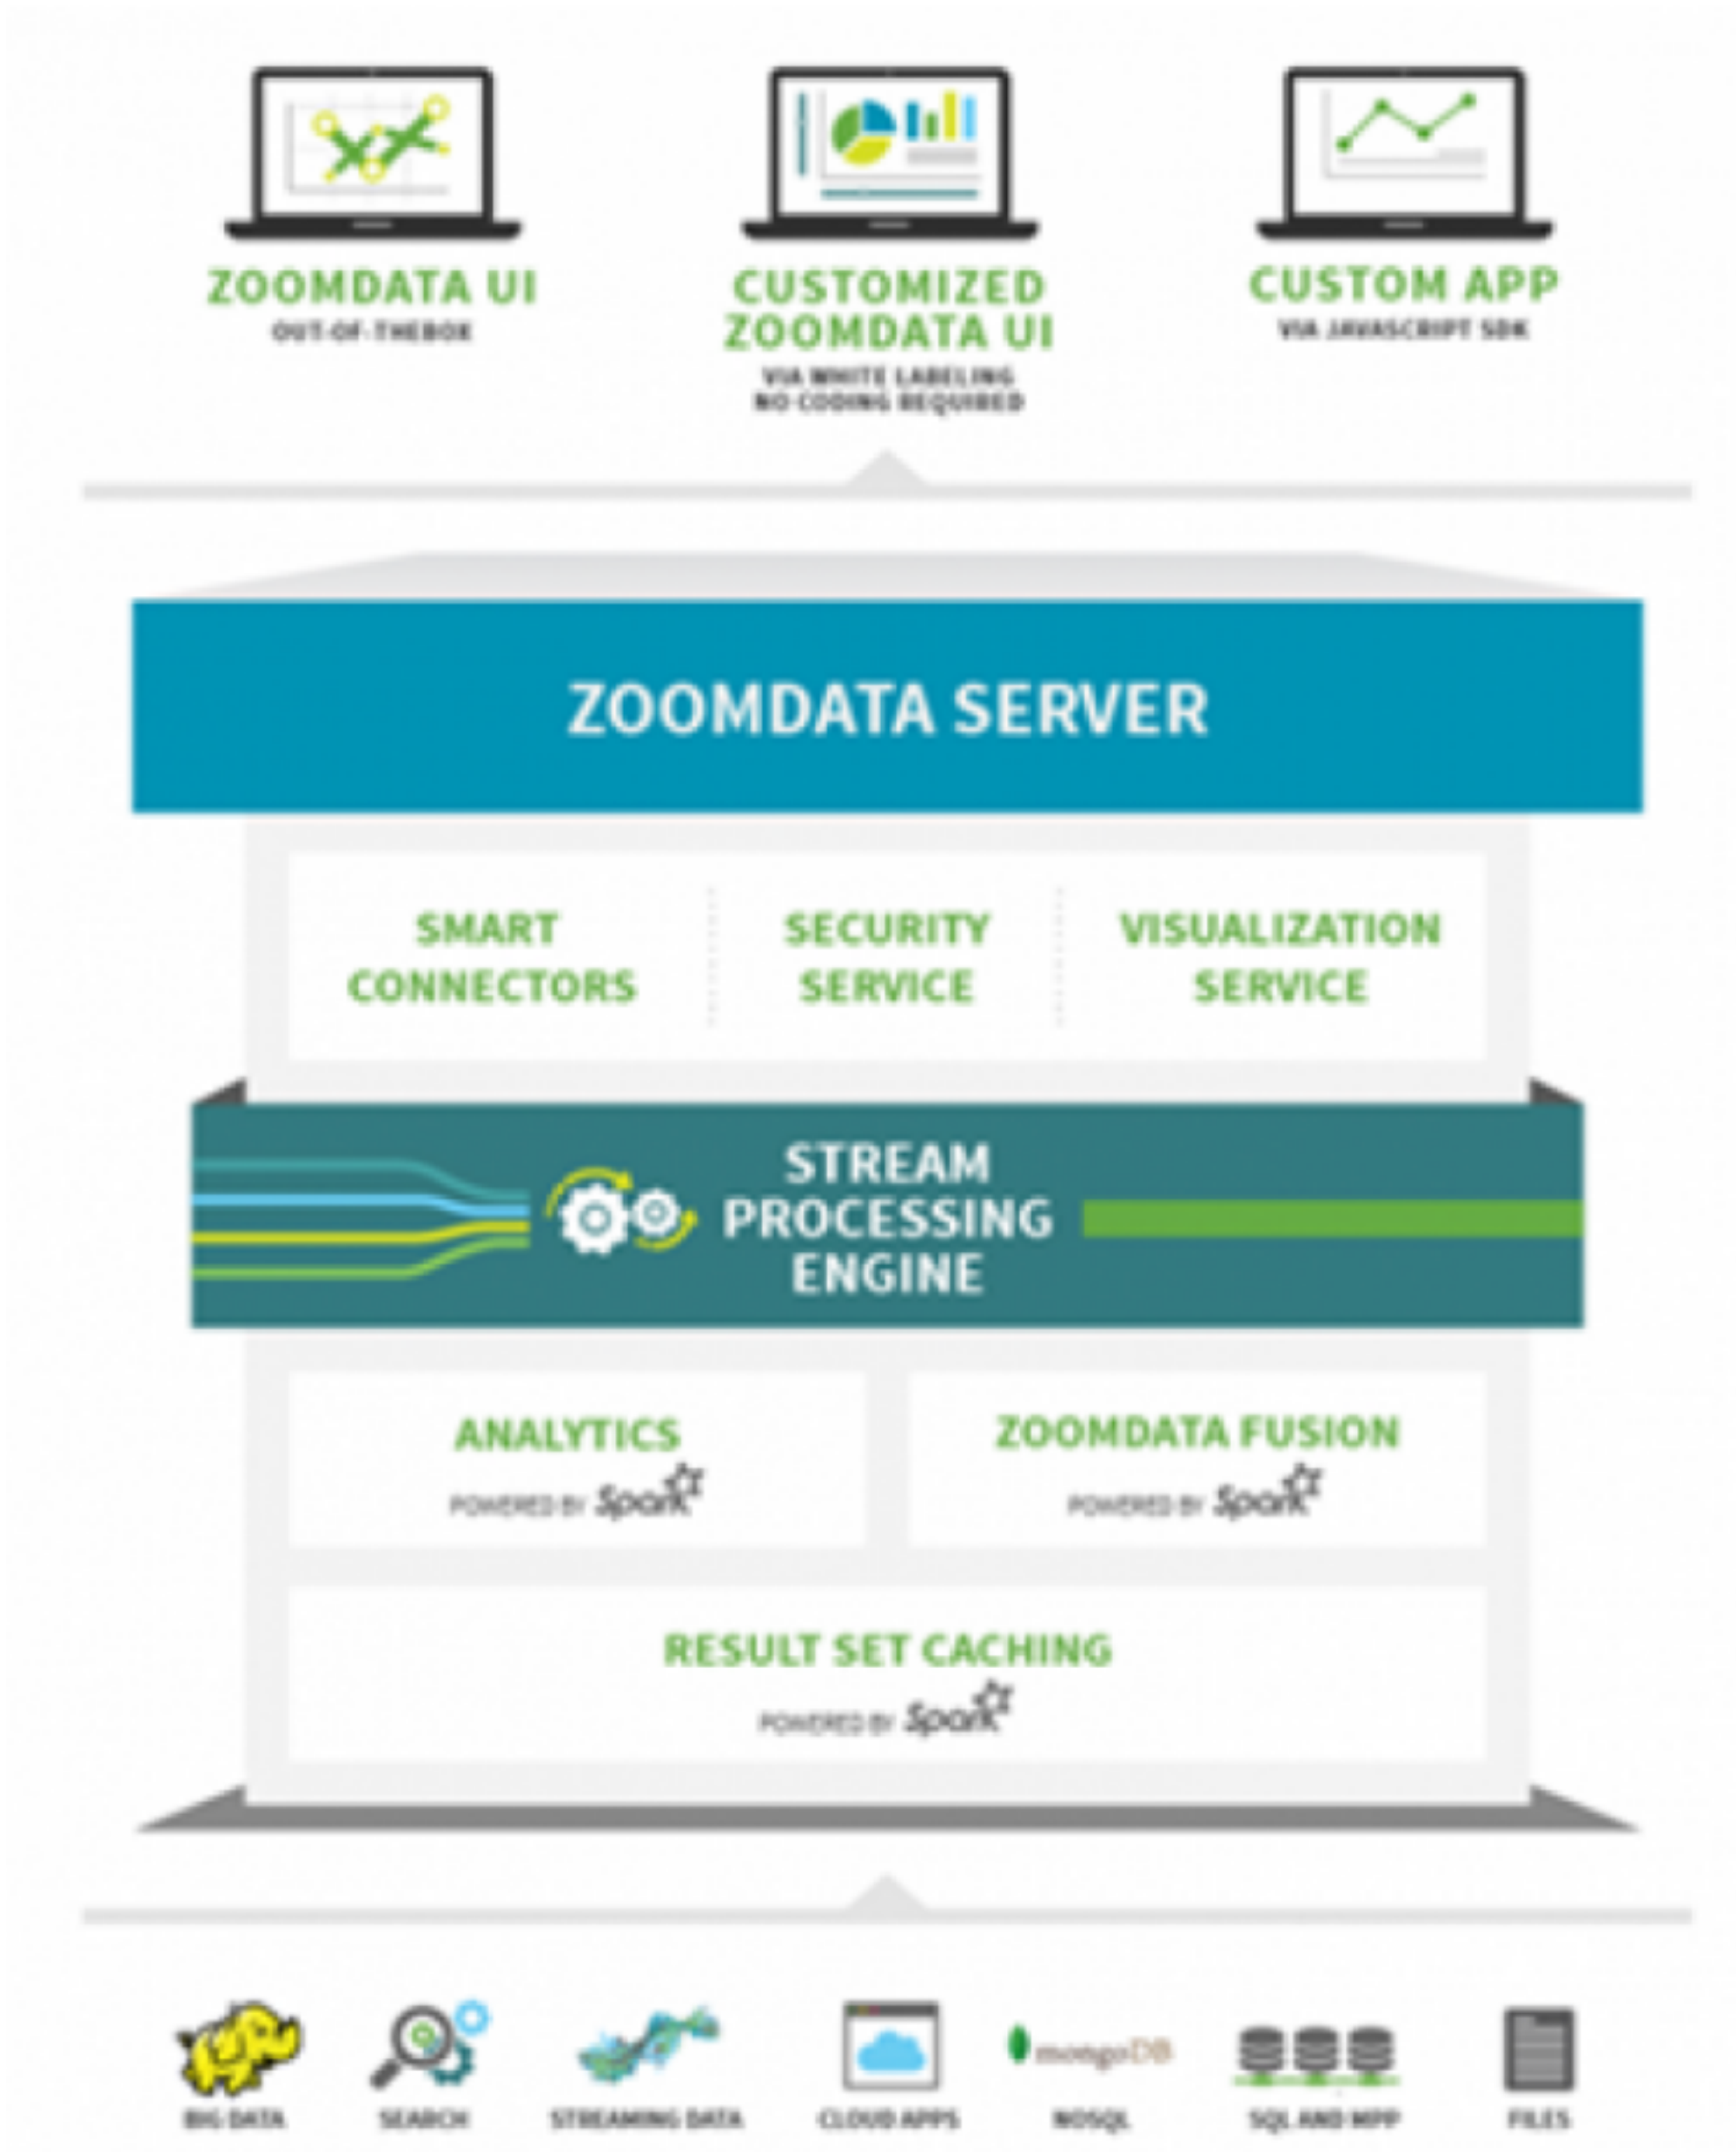 ZOOMDATA UI
OUT-OF-THEBOX
CUSTOMIZED
ZOOMDATA UI
VIA WHITE LABELING
NO CODING REQUIRED
CUSTOM APP
VIA JAVASCRIPT SDK
ZOOMDATA SERVER
SMART
CONNECTORS
SECURITY
SERVICE
VISUALIZATION
SERVICE
STREAM
PROCESSING
ENGINE
ANALYTICS
POWERED BY Spark
ZOOMDATA FUSION
POWERED BY Spark
RESULT SET CACHING
POWERED BY Spark
mongoDB
BIG DATA
SEARCH
STREAMING DATA
CLOUD APPS
NOSQL
SQL AND MPP
FILES